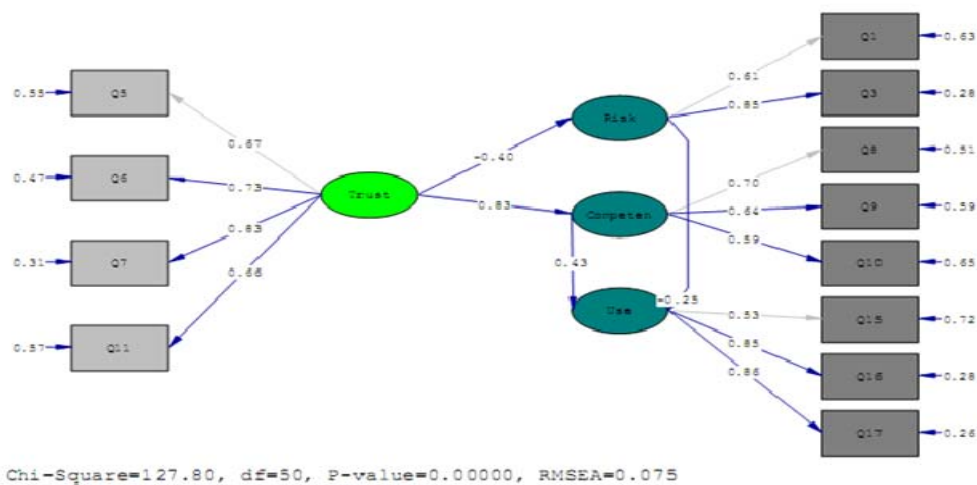 Q1
0.63
0.61
Q3
0.28
0.85
0.55
Q5
Risk
Q8
0.51
0.67
-0.40
0.70
0.47
Q6
0.73
Trust
0.83
Competen
0.64
Q9
0.59
0.83
0.59
0.31
Q7
0.43
Q10
0.65
0.66
Use
-0.25
0.53
Q15
0.72
0.57
Q11
0.85
0.86
Q16
0.28
Q17
0.26
Chi-Square=127.80, df=50, P-value=0.00000, RMSEA=0.075